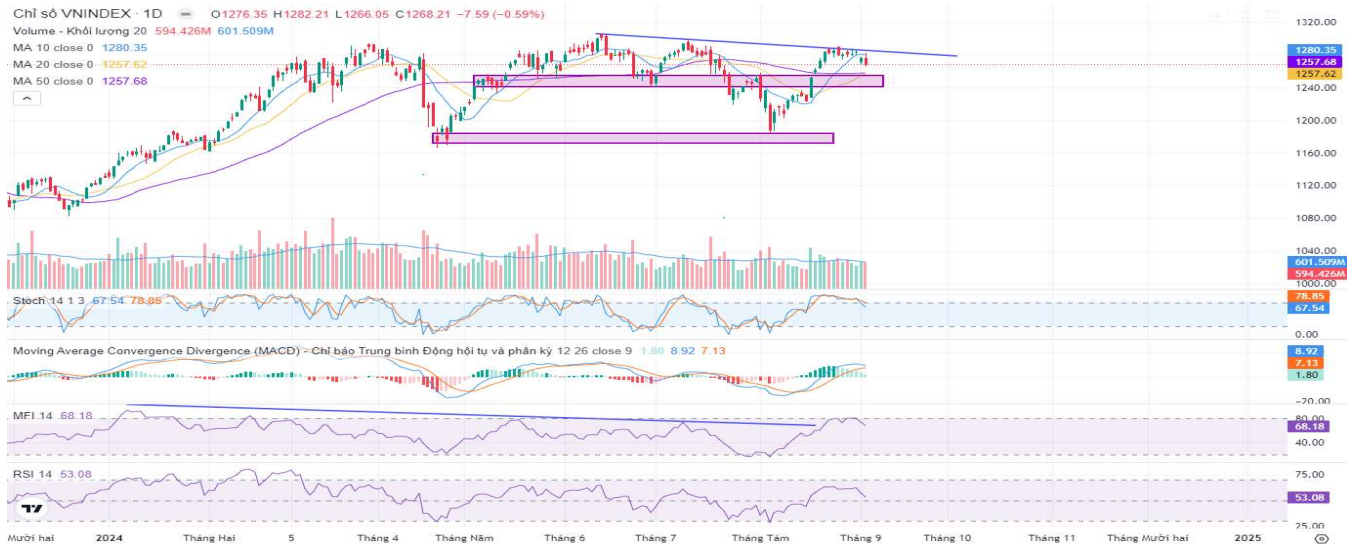 Chỉ số VNINDEX · 1D O1276.35 H1282.21 L1266.05 C1268.21 −7.59 (−0.59%)
Volume - Khối lượng 20 594.426M 601.509M
MA 10 close 0 1280.35
MA 20 close 0 1257.62
MA 50 close 0 1257.68
1320.00
1280.35
1257.68
1257.62
1240.00
1200.00
1160.00
1120.00
1080.00
1040.00
601.509M
594.426M
1000.00
Stoch 14 1 3 67.54 78.85
78.85
67.54
0.00
Moving Average Convergence Divergence (MACD) - Chỉ báo Trung bình Động hội tụ và phân kỳ 12 26 close 9 1.80 8.92 7.13
8.92
7.13
1.80
−20.00
MFI 14 68.18
80.00
68.18
40.00
RSI 14 53.08
75.00
53.08
25.00
Mười hai 2024 Tháng Hai 5 Tháng 4 Tháng Năm Tháng 6 Tháng 7 Tháng Tám Tháng 9 Tháng 10 Tháng 11 Tháng Mười hai 2025